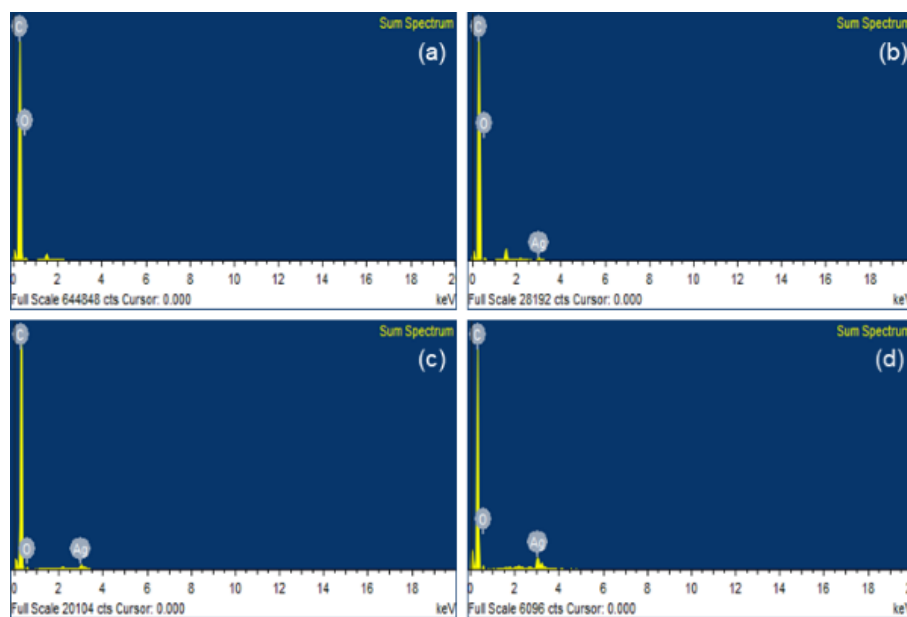 C Sum Spectrum
(a)
O
0 2 4 6 8 10 12 14 16 18 2
Full Scale 644848 cts Cursor: 0.000 keV
C Sum Spectrum
(b)
O
Ag
0 2 4 6 8 10 12 14 16 18
Full Scale 28192 cts Cursor: 0.000 keV
C Sum Spectrum
(c)
O Ag
0 2 4 6 8 10 12 14 16 18
Full Scale 20104 cts Cursor: 0.000 keV
C Sum Spectrum
(d)
O
Ag
0 2 4 6 8 10 12 14 16 18 2
Full Scale 6096 cts Cursor: 0.000 keV